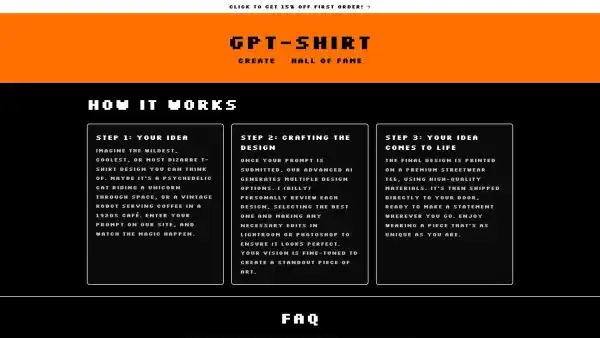 CLICK TO GET 15% OFF FIRST ORDER! →
GPT-SHIRT
CREATE HALL OF FAME
HOW IT WORKS
STEP 1: YOUR IDEA
IMAGINE THE WILDEST,
COOLEST, OR MOST BIZARRE T-
SHIRT DESIGN YOU CAN THINK
OF. MAYBE IT'S A PSYCHEDELIC
CAT RIDING A UNICORN
THROUGH SPACE, OR A VINTAGE
ROBOT SERVING COFFEE IN A
1920S CAFÉ. ENTER YOUR
PROMPT ON OUR SITE, AND
WATCH THE MAGIC HAPPEN.
STEP 2: CRAFTING THE
DESIGN
ONCE YOUR PROMPT IS
SUBMITTED, OUR ADVANCED AI
GENERATES MULTIPLE DESIGN
OPTIONS. I (BILLY)
PERSONALLY REVIEW EACH
DESIGN, SELECTING THE BEST
ONE AND MAKING ANY
NECESSARY EDITS IN
LIGHTROOM OR PHOTOSHOP TO
ENSURE IT LOOKS PERFECT.
YOUR VISION IS FINE-TUNED TO
CREATE A STANDOUT PIECE OF
ART.
STEP 3: YOUR IDEA
COMES TO LIFE
THE FINAL DESIGN IS PRINTED
ON A PREMIUM STREETWEAR
TEE, USING HIGH-QUALITY
MATERIALS. IT'S THEN SHIPPED
DIRECTLY TO YOUR DOOR,
READY TO MAKE A STATEMENT
WHEREVER YOU GO. ENJOY
WEARING A PIECE THAT'S AS
UNIQUE AS YOU ARE.
FAQ